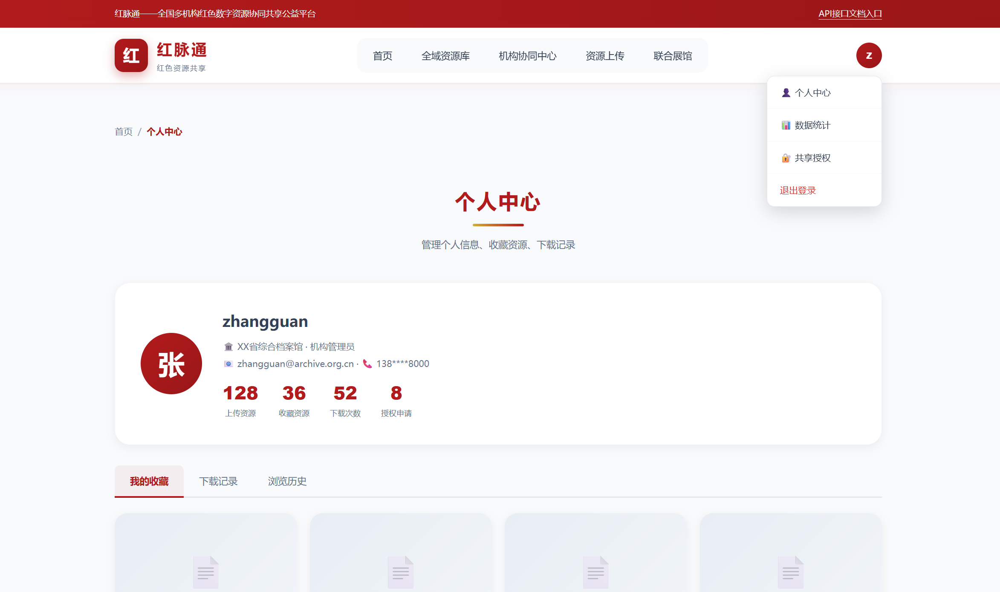 红脉通——全国多机构红色数字资源协同共享公益平台
API接口文档入口
红
红脉通
红色资源共享
首页
全域资源库
机构协同中心
资源上传
联合展馆
z
个人中心
数据统计
共享授权
退出登录
首页 / 个人中心
个人中心
管理个人信息、收藏资源、下载记录
张
zhangguan
XX省综合档案馆 · 机构管理员
zhangguan@archive.org.cn · 138****8000
128
36
52
8
上传资源
收藏资源
下载次数
授权申请
我的收藏
下载记录
浏览历史